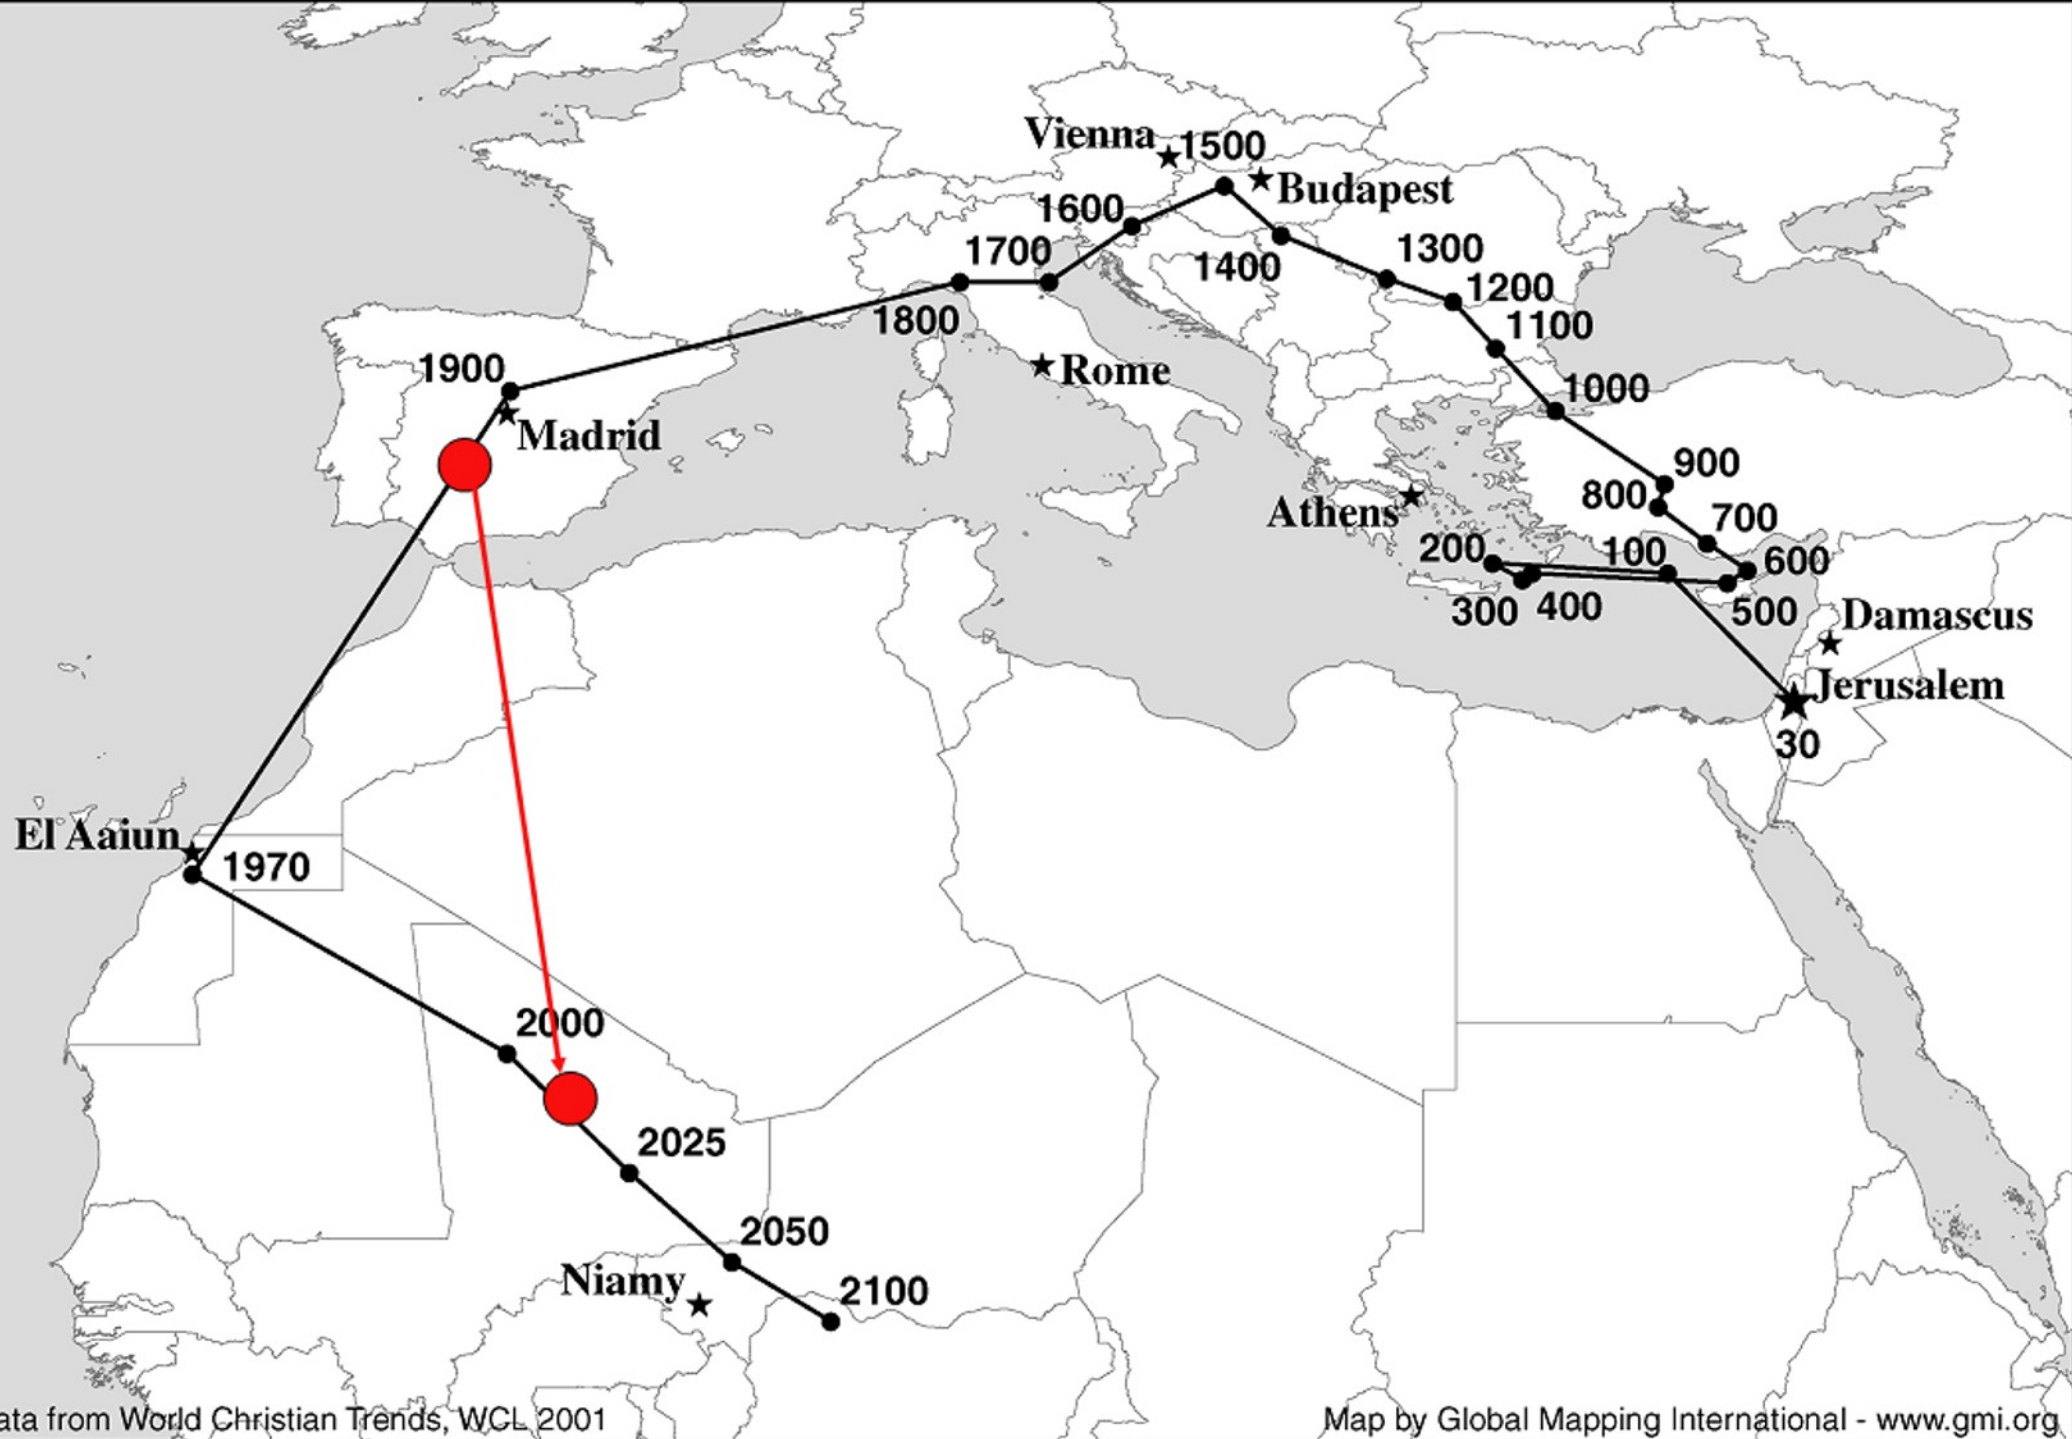 Vienna
1500
Budapest
1600
1700
1300
1400
1200
1800
1100
1900
Rome
1000
Madrid
900
800
Athens
700
200
100
600
300
400
500
Damascus
Jerusalem
30
El Aaiun
1970
2000
2025
2050
Niamy
2100
ata from World Christian Trends, WCL 2001
Map by Global Mapping International - www.gmi.org